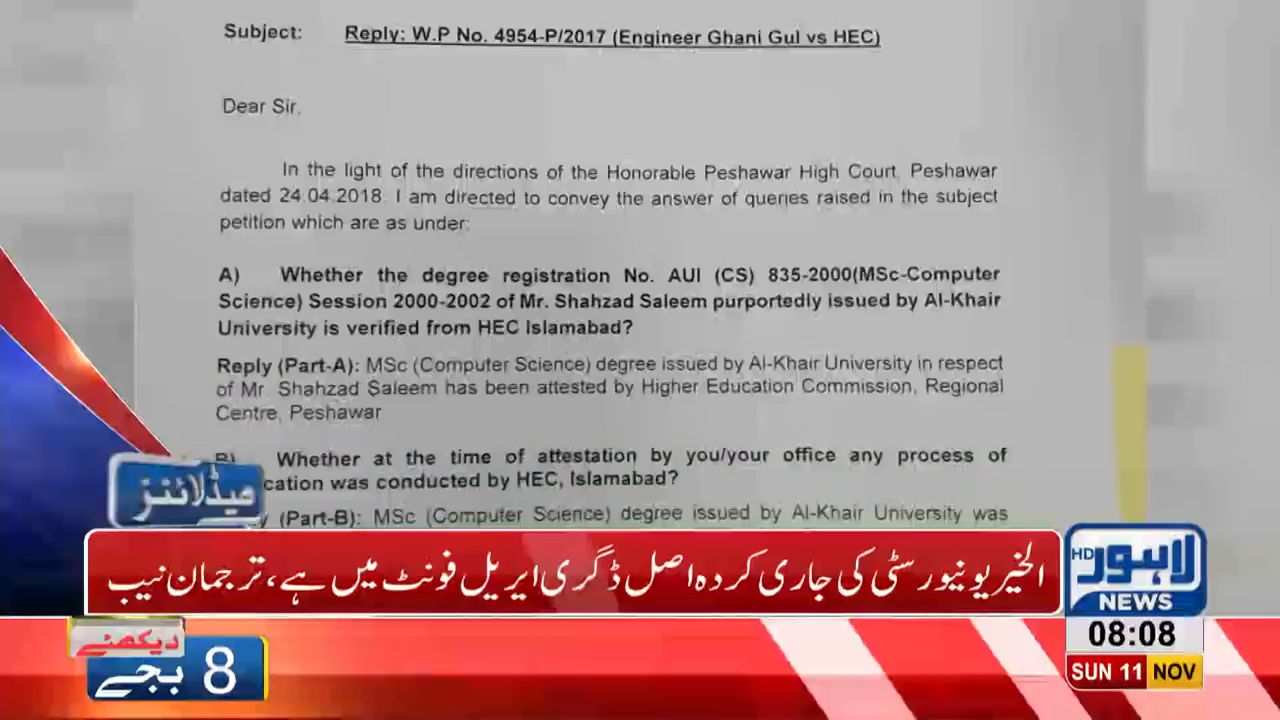 Subject: Reply: W.P No. 4954-P/2017 (Engineer Ghani Gul vs HEC)
Dear Sir,
In the light of the directions of the Honorable Peshawar High Court, Peshawar
dated 24.04.2018. I am directed to convey the answer of queries raised in the subject
petition which are as under:
A) Whether the degree registration No. AUI (CS) 835-2000(MSc-Computer
Science) Session 2000-2002 of Mr. Shahzad Saleem purportedly issued by Al-Khair
University is verified from HEC Islamabad?
Reply (Part-A): MSc (Computer Science) degree issued by Al-Khair University in respect
of Mr. Shahzad Saleem has been attested by Higher Education Commission, Regional
Centre, Peshawar
B) Whether at the time of attestation by you/your office any process of
cation was conducted by HEC, Islamabad?
(Part-B): MSc (Computer Science) degree issued by Al-Khair University was
ہیڈلائنز
الخیر یونیورسٹی کی جاری کردہ اصل ڈگری ایریل فونٹ میں ہے، ترجمان نیب
لاہور HD
NEWS
08:08
SUN 11 NOV
دیکھئے
8 بجے